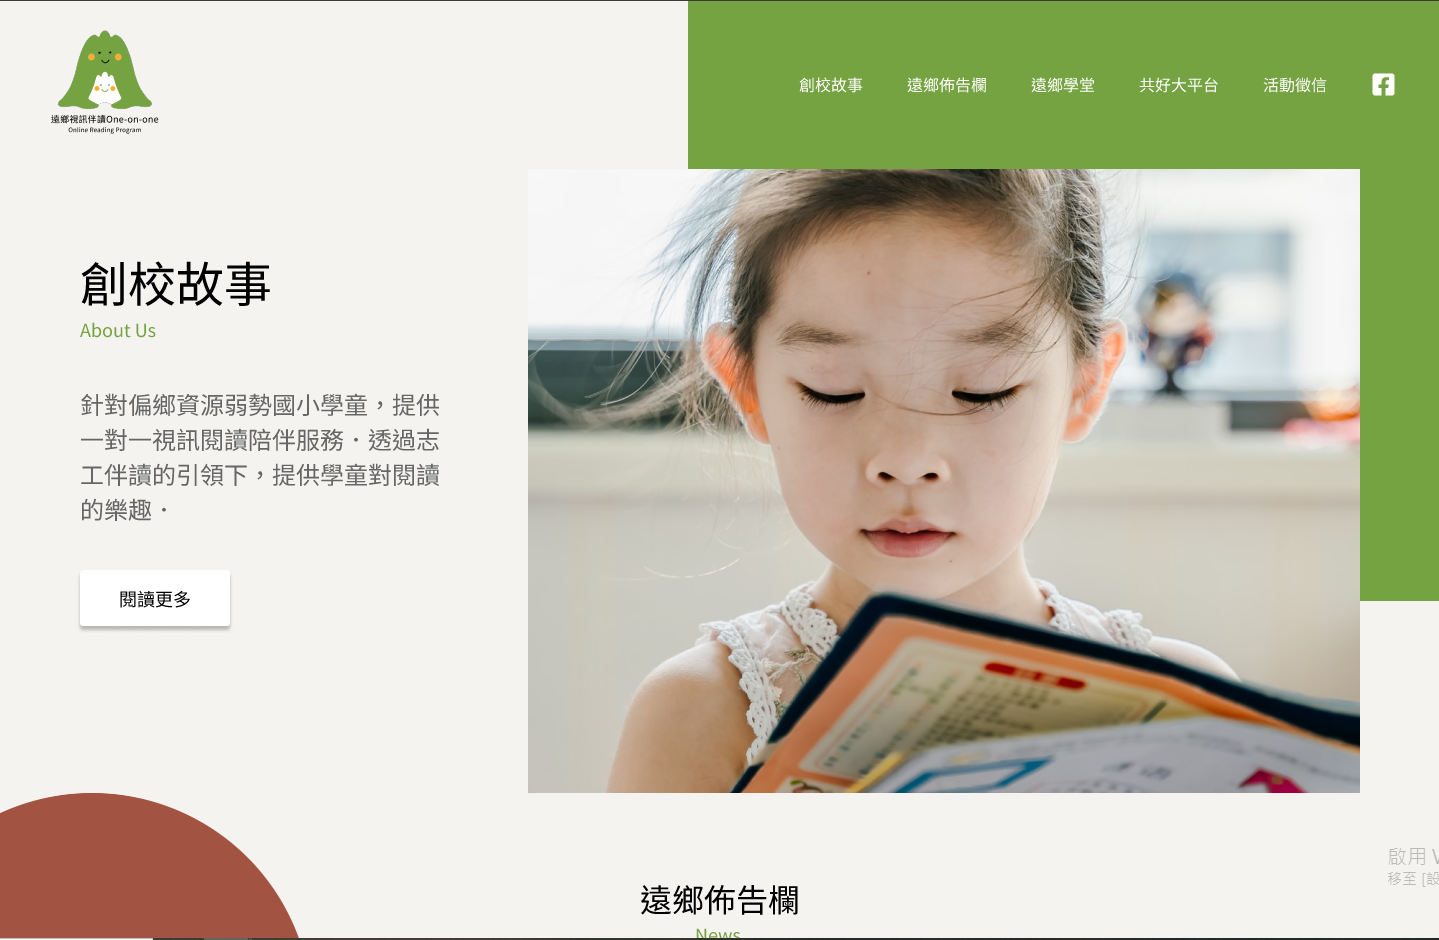 遠鄉視訊伴讀One-on-one
Online Reading Program
創校故事
遠鄉佈告欄
遠鄉學堂
共好大平台
活動徵信
創校故事
About Us
針對偏鄉資源弱勢國小學童，提供
一對一視訊閱讀陪伴服務．透過志
工伴讀的引領下，提供學童對閱讀
的樂趣．
閱讀更多
啟用
移至 [設
遠鄉佈告欄
News